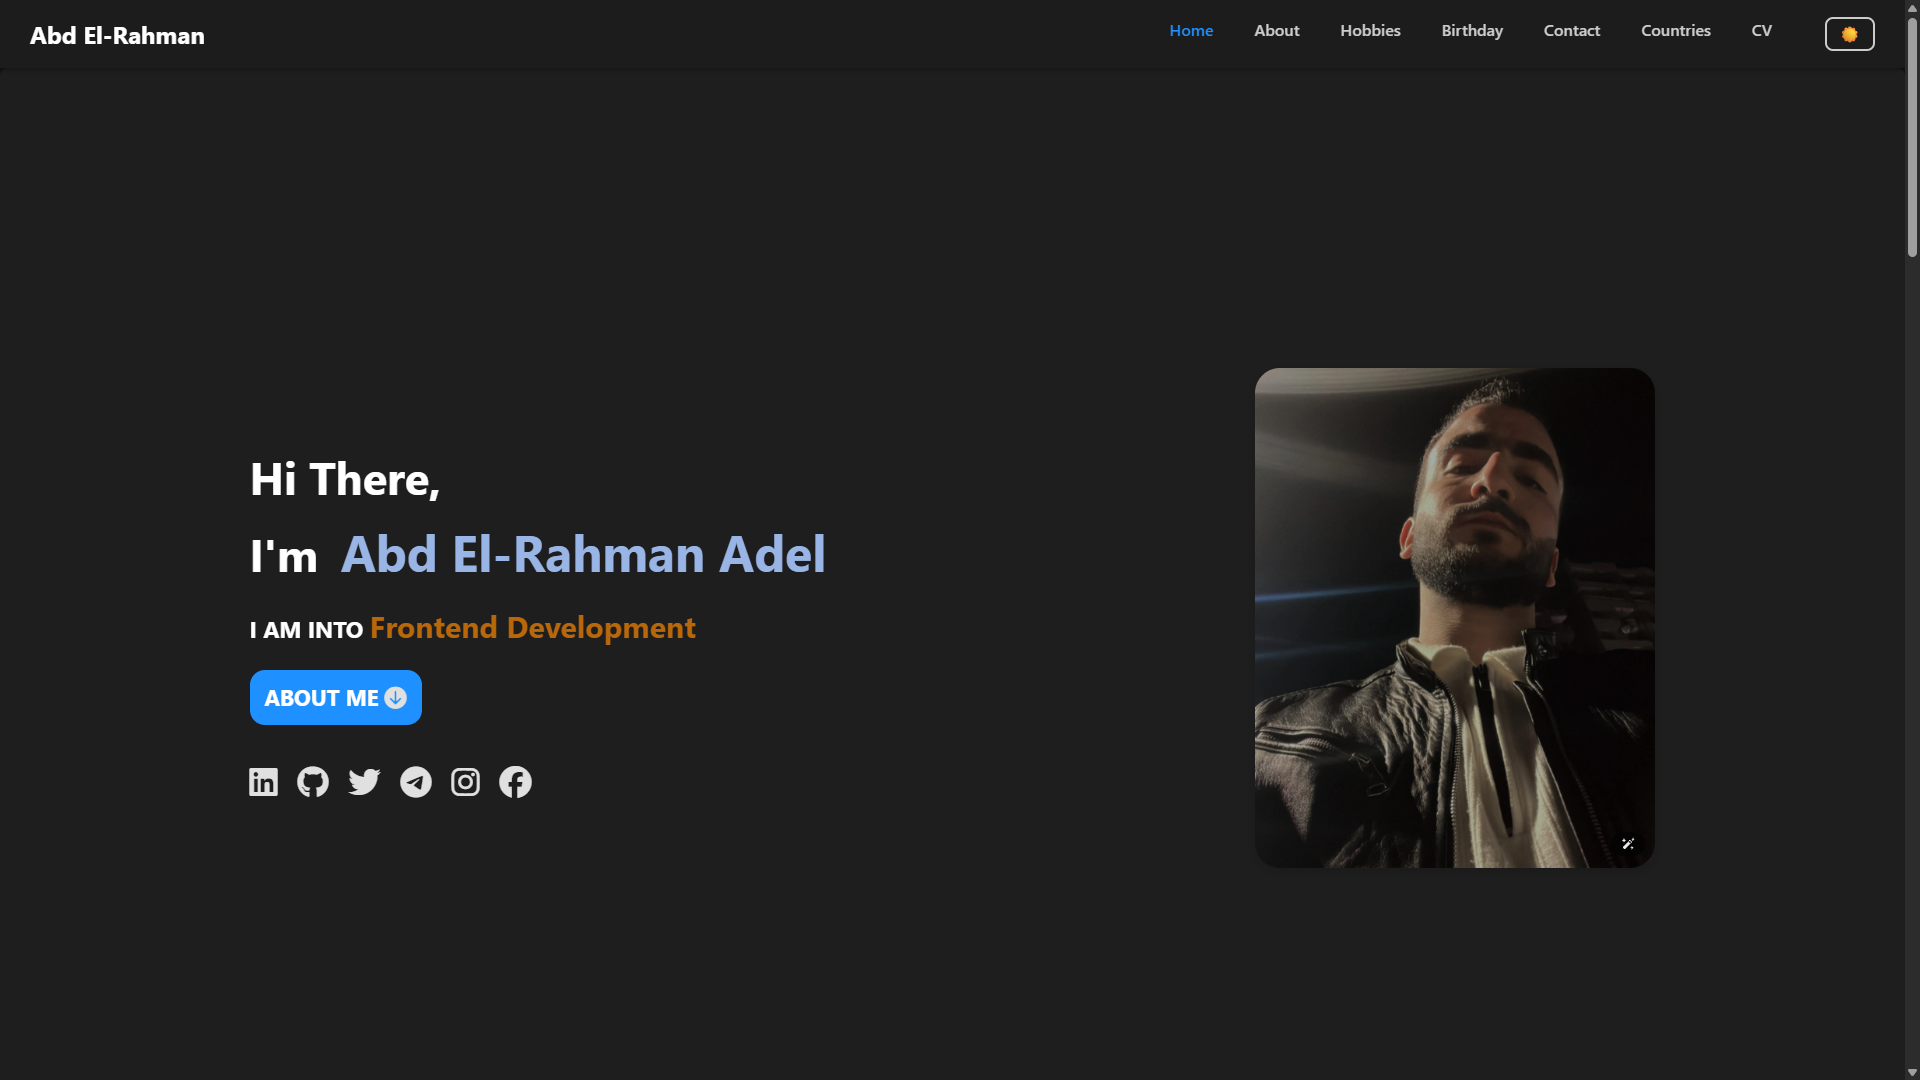 Abd El-Rahman
Home About Hobbies Birthday Contact Countries CV
Hi There,
I'm Abd El-Rahman Adel
I AM INTO Frontend Development
ABOUT ME